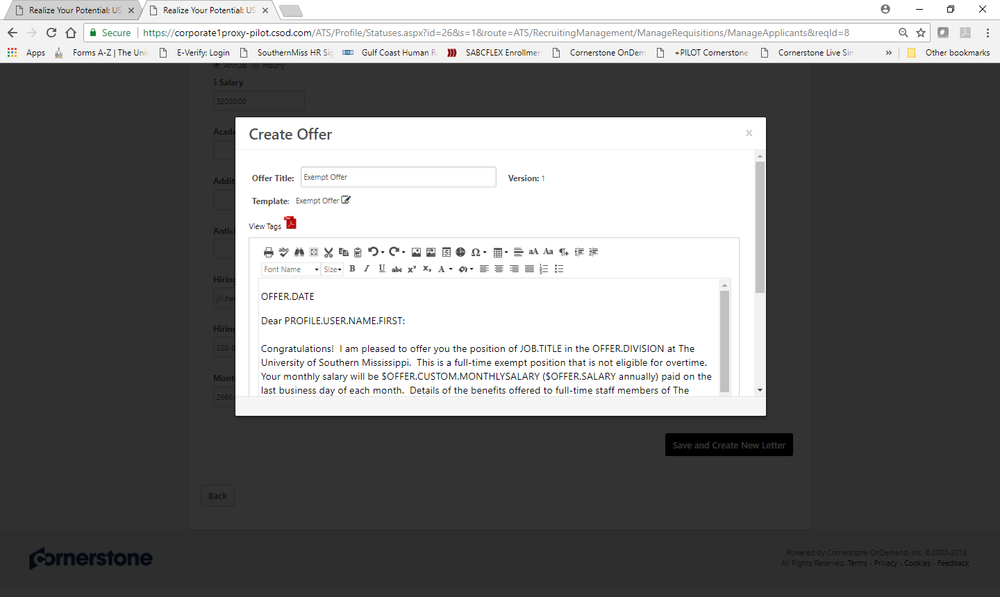 Realize Your Potential: US
Realize Your Potential: US
Secure
https://corporate1proxy-pilot.csod.com/ATS/Profile/Statuses.aspx?id=26&s=1&route=ATS/RecruitingManagement/ManageRequisitions/ManageApplicants&reqId=8
Apps
Forms A-Z | The Univ
E-Verify: Login
SouthernMiss HR Sig
Gulf Coast Human R
SABCFLEX Enrollmen
Cornerstone OnDem
+PILOT Cornerstone
Cornerstone Live Sin
»
Other bookmarks
Annual Hourly
$ Salary
32000.00
Acade
Addit
Antici
Hiring
jill.he
Hiring
228-8
Mont
2666.
Create Offer
x
Offer Title: Exempt Offer Version: 1
Template: Exempt Offer
View Tags
Font Name Size
OFFER.DATE
Dear PROFILE.USER.NAME.FIRST:
Congratulations! I am pleased to offer you the position of JOB.TITLE in the OFFER.DIVISION at The
University of Southern Mississippi. This is a full-time exempt position that is not eligible for overtime.
Your monthly salary will be $OFFER.CUSTOM.MONTHLYSALARY ($OFFER.SALARY annually) paid on the
last business day of each month. Details of the benefits offered to full-time staff members of The
Save and Create New Letter
Back
Cornerstone
Powered by Cornerstone OnDemand, Inc. ©2000-2018
All Rights Reserved. Terms - Privacy - Cookies - Feedback